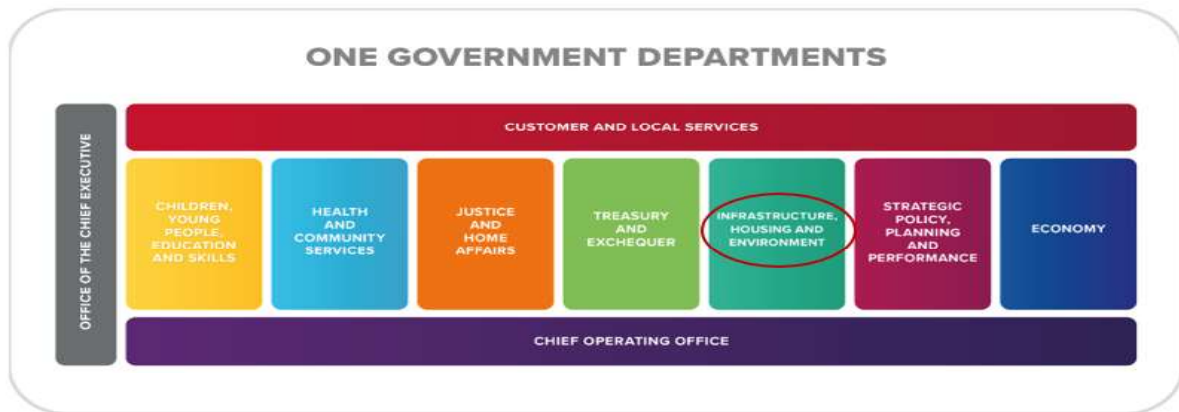 ONE GOVERNMENT DEPARTMENTS
OFFICE OF THE CHIEF EXECUTIVE
CUSTOMER AND LOCAL SERVICES
CHILDREN,
YOUNG
PEOPLE,
EDUCATION
AND SKILLS
HEALTH
AND
COMMUNITY
SERVICES
JUSTICE
AND
HOME
AFFAIRS
TREASURY
AND
EXCHEQUER
INFRASTRUCTURE,
HOUSING AND
ENVIRONMENT
STRATEGIC
POLICY,
PLANNING
AND
PERFORMANCE
ECONOMY
CHIEF OPERATING OFFICE